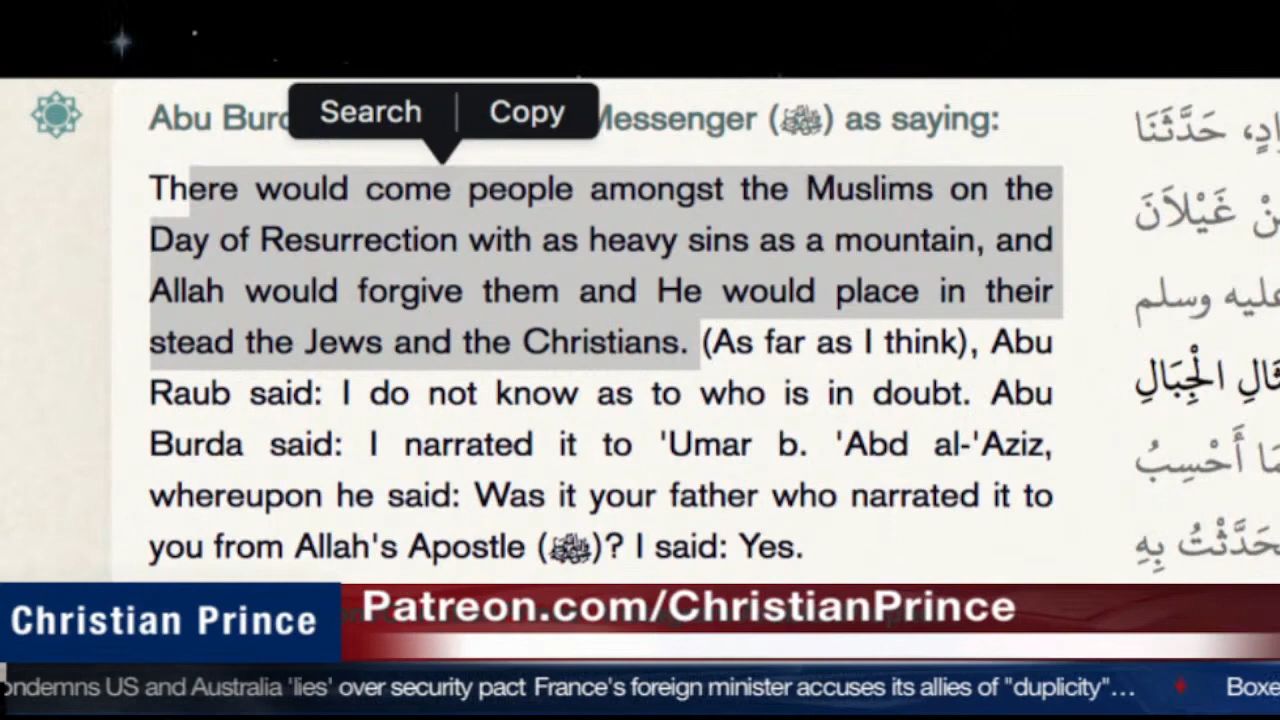 Search
Copy
Abu Burd
Messenger (ﷺ) as saying:
There would come people amongst the Muslims on the
Day of Resurrection with as heavy sins as a mountain, and
Allah would forgive them and He would place in their
stead the Jews and the Christians. (As far as I think), Abu
Raub said: I do not know as to who is in doubt. Abu
Burda said: I narrated it to 'Umar b. 'Abd al-'Aziz,
whereupon he said: Was it your father who narrated it to
you from Allah's Apostle (ﷺ)? I said: Yes.
حَدَّثَنَا
غَيْلاَنَ
عليه وسلم
الْجِبَالِ
أَحْسِبُ
حَدَّثْتُ بِهِ
Christian Prince
Patreon.com/ChristianPrince
ondemns US and Australia 'lies' over security pact France's foreign minister accuses its allies of "duplicity"... Boxe